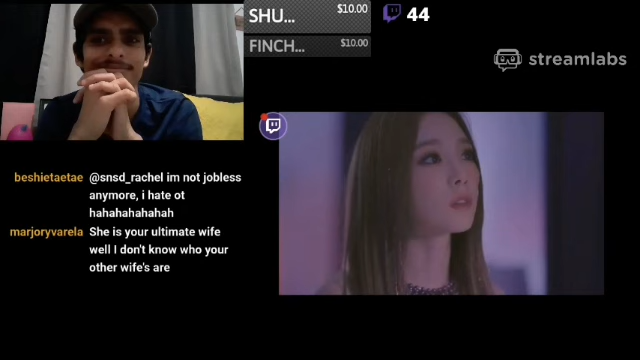 SHU... $10.00
FINCH... $10.00
44
streamlabs
beshietaetae @snsd_rachel im not jobless
anymore, i hate ot
hahahahahahah
marjoryvarela She is your ultimate wife
well I don't know who your
other wife's are